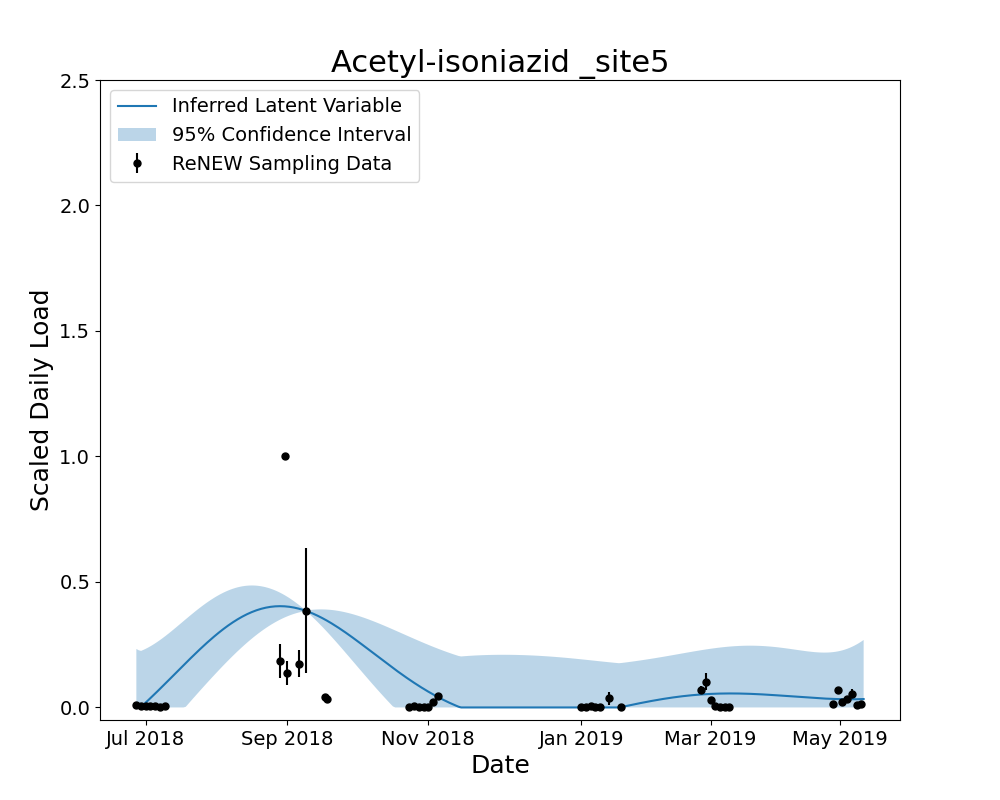 Acetyl-isoniazid _site5
Inferred Latent Variable
95% Confidence Interval
ReNEW Sampling Data
Scaled Daily Load
2.5
2.0
1.5
1.0
0.5
0.0
Jul 2018 Sep 2018 Nov 2018 Jan 2019 Mar 2019 May 2019
Date